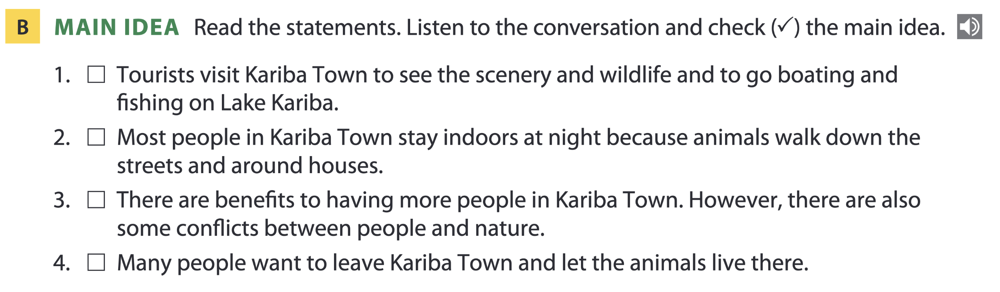 B MAIN IDEA Read the statements. Listen to the conversation and check (✓) the main idea.
1. ☐ Tourists visit Kariba Town to see the scenery and wildlife and to go boating and
fishing on Lake Kariba.
2. ☐ Most people in Kariba Town stay indoors at night because animals walk down the
streets and around houses.
3. ☐ There are benefits to having more people in Kariba Town. However, there are also
some conflicts between people and nature.
4. ☐ Many people want to leave Kariba Town and let the animals live there.